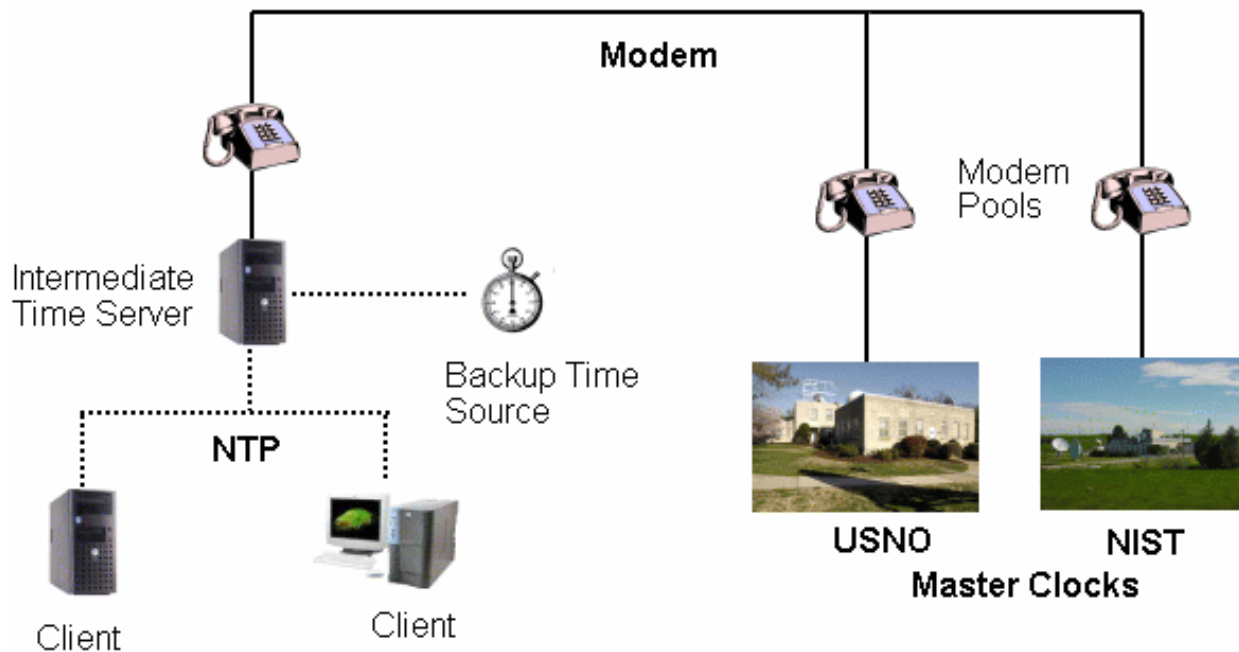 Modem
Modem
Pools
Intermediate
Time Server
Backup Time
Source
NTP
USNO
NIST
Master Clocks
Client
Client